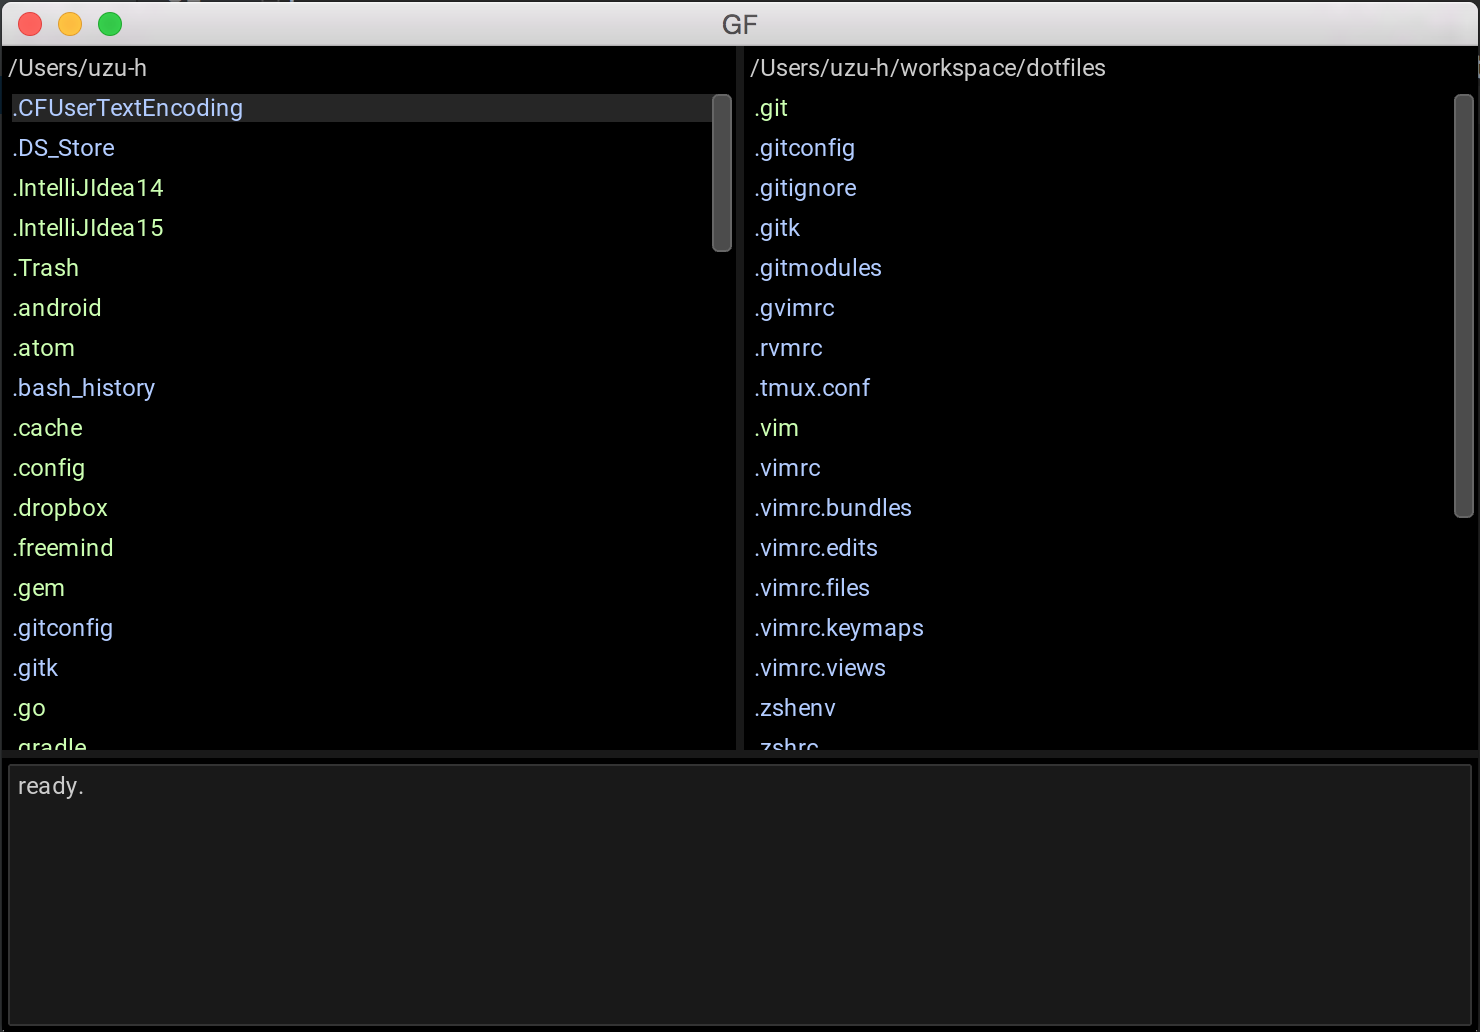 GF
/Users/uzu-h
.CFUserTextEncoding
.DS_Store
.IntelliJIdea14
.IntelliJIdea15
.Trash
.android
.atom
.bash_history
.cache
.config
.dropbox
.freemind
.gem
.gitconfig
.gitk
.go
.gradle
/Users/uzu-h/workspace/dotfiles
.git
.gitconfig
.gitignore
.gitk
.gitmodules
.gvimrc
.rvmrc
.tmux.conf
.vim
.vimrc
.vimrc.bundles
.vimrc.edits
.vimrc.files
.vimrc.keymaps
.vimrc.views
.zshenv
.zshrc
ready.